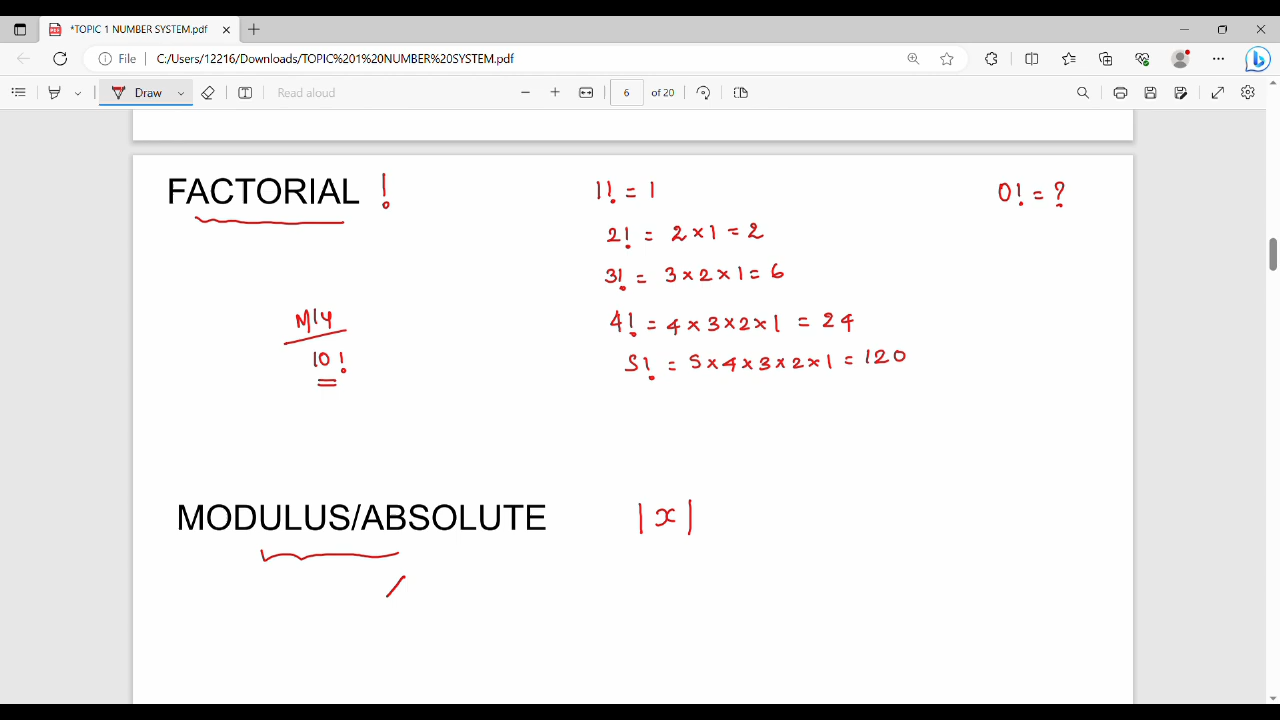 *TOPIC 1 NUMBER SYSTEM.pdf
File C:/Users/12216/Downloads/TOPIC%201%20NUMBER%20SYSTEM.pdf
Draw Read aloud 6 of 20
FACTORIAL !
1! = 1
0! = ?
2! = 2 × 1 = 2
3! = 3 × 2 × 1 = 6
4! = 4 × 3 × 2 × 1 = 24
5! = 5 × 4 × 3 × 2 × 1 = 120
10!
MODULUS/ABSOLUTE |x|